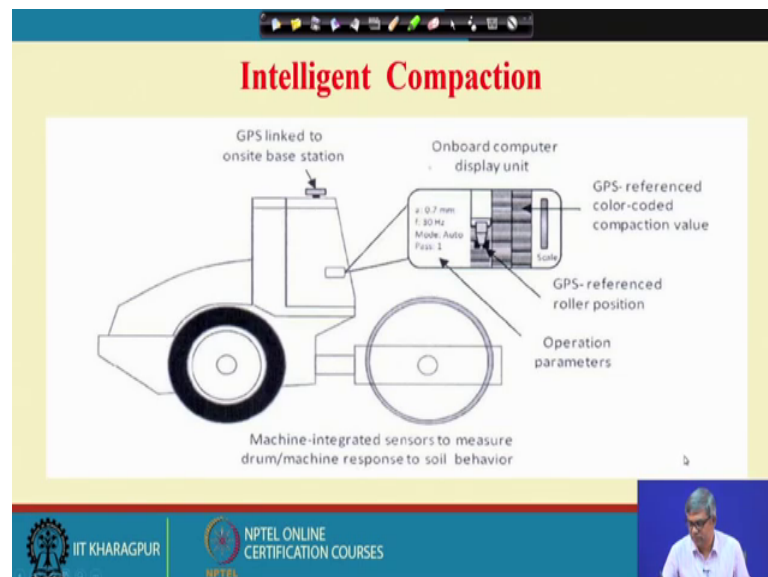 Intelligent Compaction
GPS linked to
onsite base station
Onboard computer
display unit
GPS- referenced
color-coded
compaction value
a: 0.7 mm
f: 30 Hz
Mode: Auto
Pass: 1
Scale
GPS- referenced
roller position
Operation
parameters
Machine-integrated sensors to measure
drum/machine response to soil behavior
IIT KHARAGPUR
NPTEL ONLINE
CERTIFICATION COURSES
NPTEL